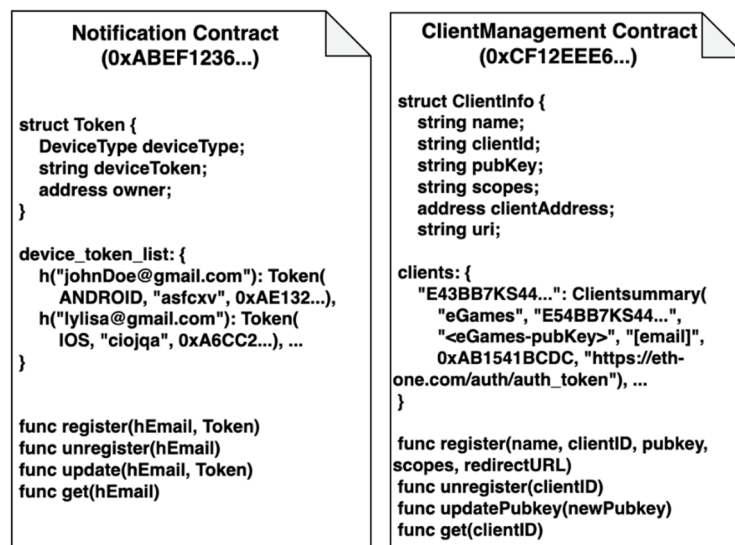 Notification Contract
(0xABEF1236...)
struct Token {
DeviceType deviceType;
string deviceToken;
address owner;
}
device_token_list: {
h("johnDoe@gmail.com"): Token(
ANDROID, "asfcxv", 0xAE132...),
h("lylisa@gmail.com"): Token(
IOS, "ciojqa", 0xA6CC2...), ...
}
func register(hEmail, Token)
func unregister(hEmail)
func update(hEmail, Token)
func get(hEmail)
ClientManagement Contract
(0xCF12EEE6...)
struct ClientInfo {
string name;
string clientId;
string pubKey;
string scopes;
address clientAddress;
string uri;
clients: {
"E43BB7KS44...": Clientsummary(
"eGames", "E54BB7KS44...",
"<eGames-pubKey>", "[email]",
0xAB1541BCDC, "https://eth-
one.com/auth/auth_token"), ...
}
func register(name, clientID, pubkey,
scopes, redirectURL)
func unregister(clientID)
func updatePubkey(newPubkey)
func get(clientID)